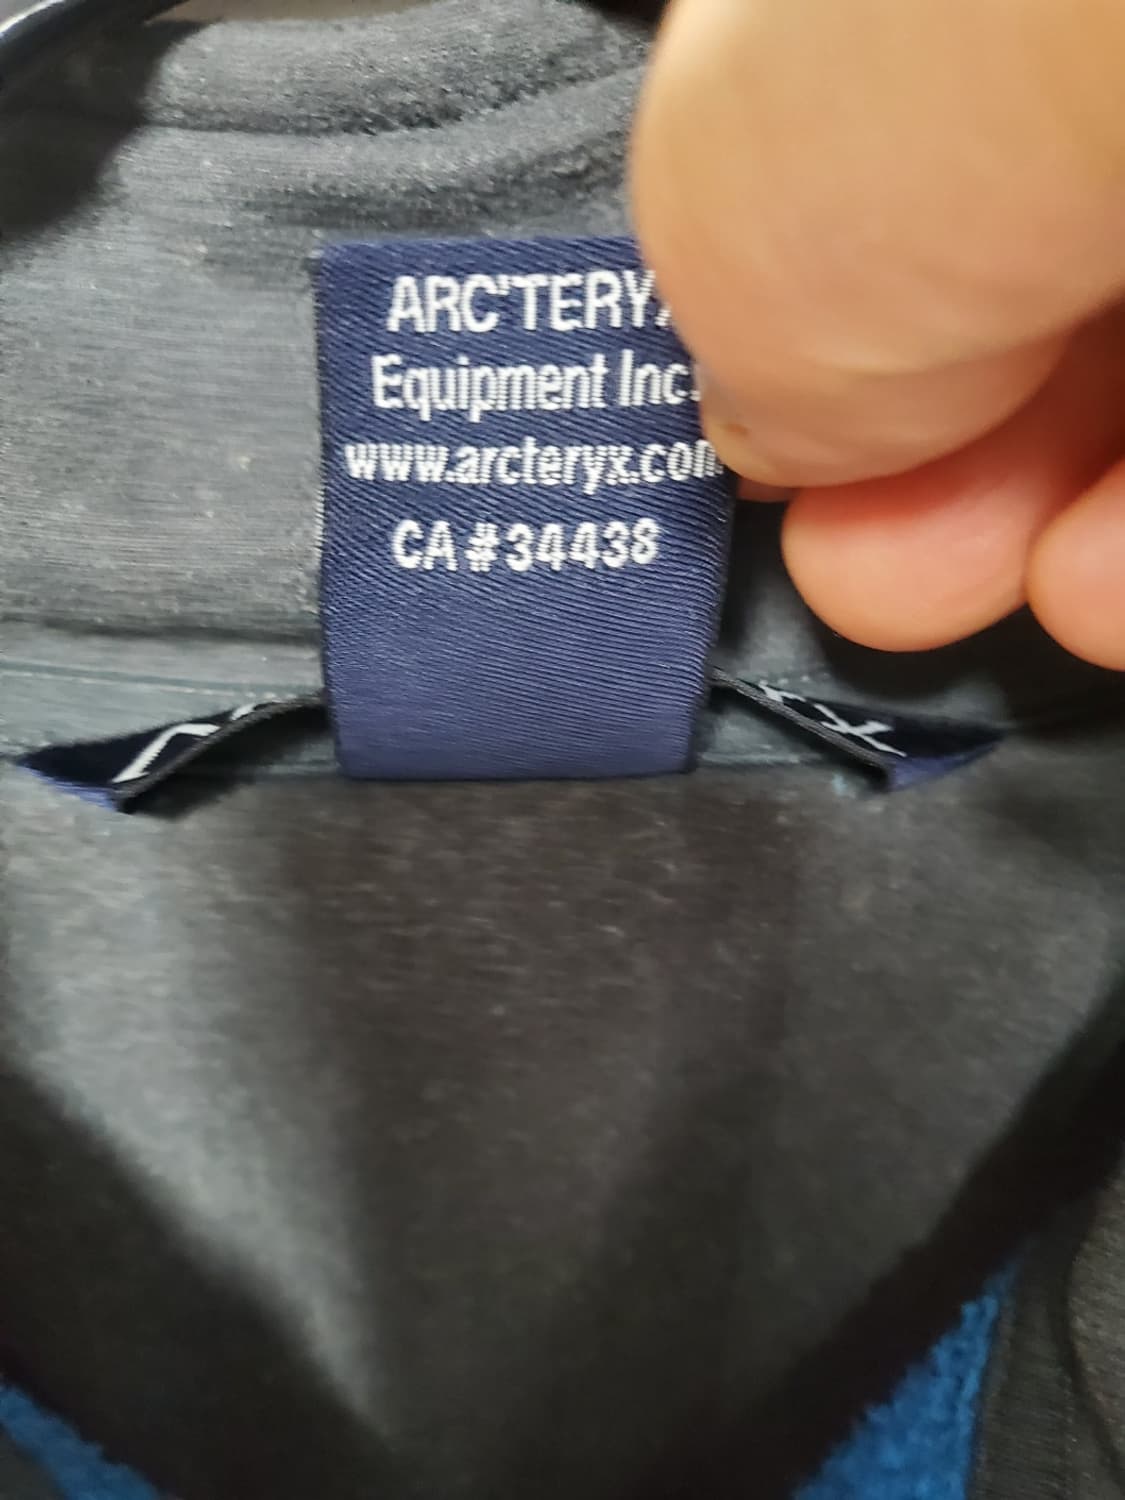 ARC'TERYX
Equipment Inc.
www.arcteryx.com
CA#34438